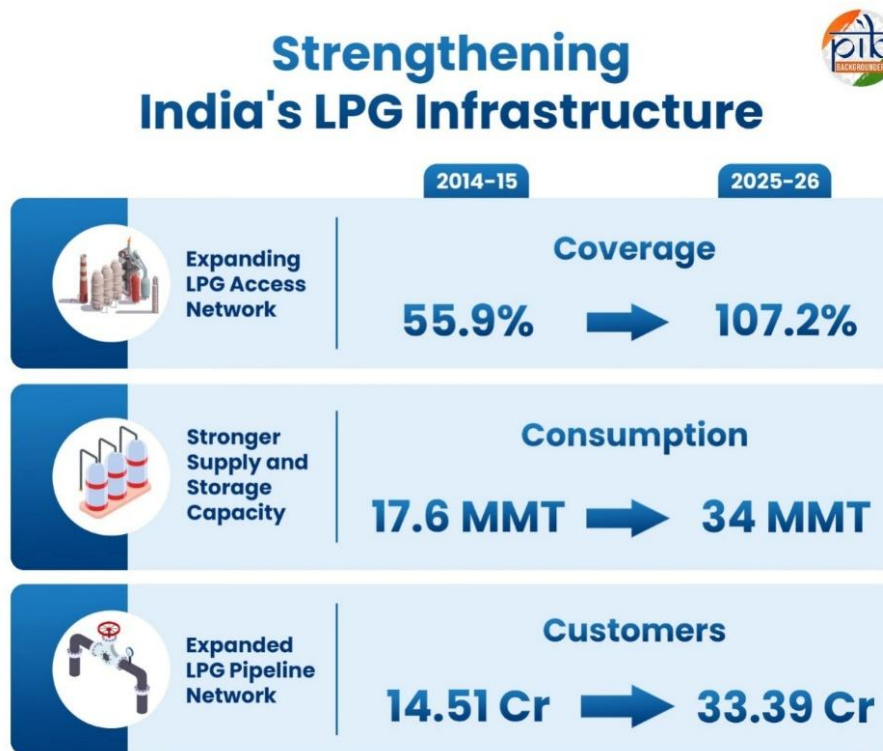 pib
BACKGROUNDER
Strengthening
India's LPG Infrastructure
2014-15
2025-26
Expanding
LPG Access
Network
Coverage
55.9%
107.2%
Stronger
Supply and
Storage
Capacity
Consumption
17.6 MMT
34 MMT
Expanded
LPG Pipeline
Network
Customers
14.51 Cr
33.39 Cr